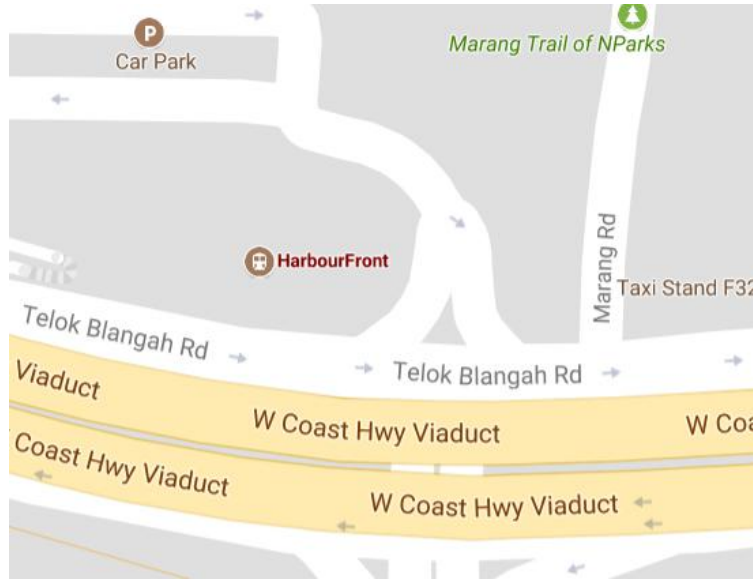 P
Car Park
Marang Trail of NParks
HarbourFront
Marang Rd
Taxi Stand F32
Telok Blangah Rd
Telok Blangah Rd
Viaduct
W Coast Hwy Viaduct
W Coa
Coast Hwy Viaduct
W Coast Hwy Viaduct